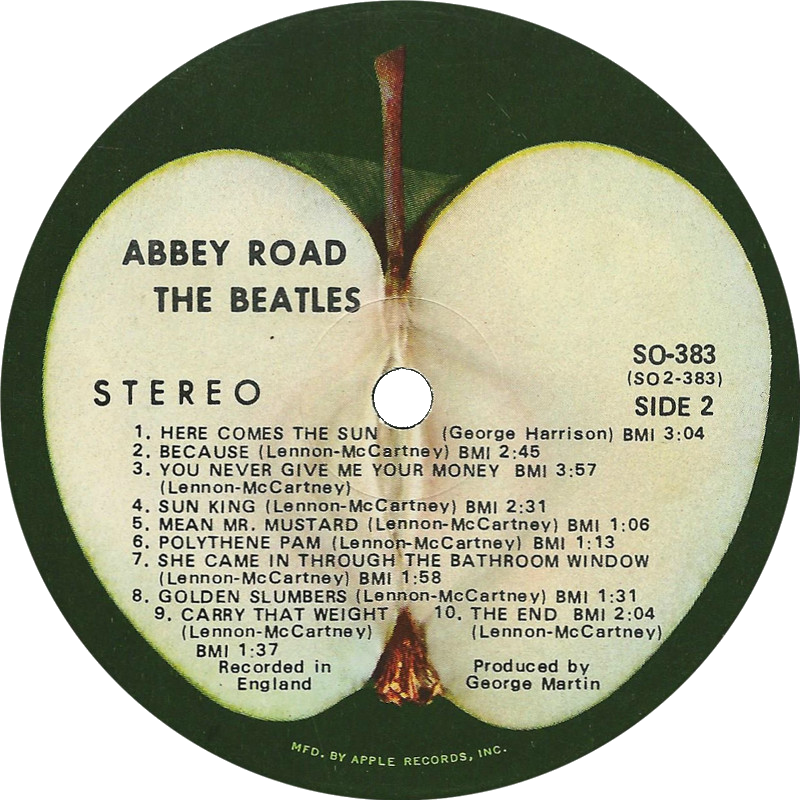 ABBEY ROAD
THE BEATLES
STEREO
SO-383
(SO2-383)
SIDE 2
1. HERE COMES THE SUN (George Harrison) BMI 3:04
2. BECAUSE (Lennon-McCartney) BMI 2:45
3. YOU NEVER GIVE ME YOUR MONEY BMI 3:57
(Lennon-McCartney)
4. SUN KING (Lennon-McCartney) BMI 2:31
5. MEAN MR. MUSTARD (Lennon-McCartney) BMI 1:06
6. POLYTHENE PAM (Lennon-McCartney) BMI 1:13
7. SHE CAME IN THROUGH THE BATHROOM WINDOW
(Lennon-McCartney) BMI 1:58
8. GOLDEN SLUMBERS (Lennon-McCartney) BMI 1:31
9. CARRY THAT WEIGHT
(Lennon-McCartney)
BMI 1:37
10. THE END BMI 2:04
(Lennon-McCartney)
Recorded in
England
Produced by
George Martin
MFD. BY APPLE RECORDS, INC.